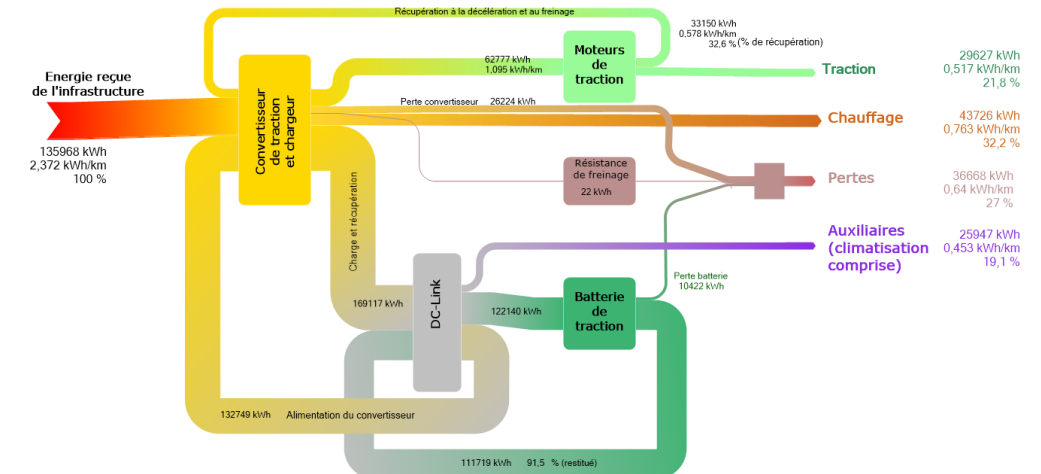 Récupération à la décélération et au freinage
33150 kWh
0,578 kWh/km
32,6 % (% de récupération)
Moteurs
de
traction
62777 kWh
1,095 kWh/km
Traction
29627 kWh
0,517 kWh/km
21,8 %
Energie reçue
de l'infrastructure
135968 kWh
2,372 kWh/km
100 %
Convertisseur
de traction
et chargeur
Perte convertisseur 26224 kWh
Chauffage
43726 kWh
0,763 kWh/km
32,2 %
Résistance
de freinage
22 kWh
Pertes
36668 kWh
0,64 kWh/km
27 %
Charge et récupération
Auxiliaires
(climatisation
comprise)
25947 kWh
0,453 kWh/km
19,1 %
Perte batterie
10422 kWh
169117 kWh
DC-Link
122140 kWh
Batterie
de
traction
132749 kWh Alimentation du convertisseur
111719 kWh 91,5 % (restitué)